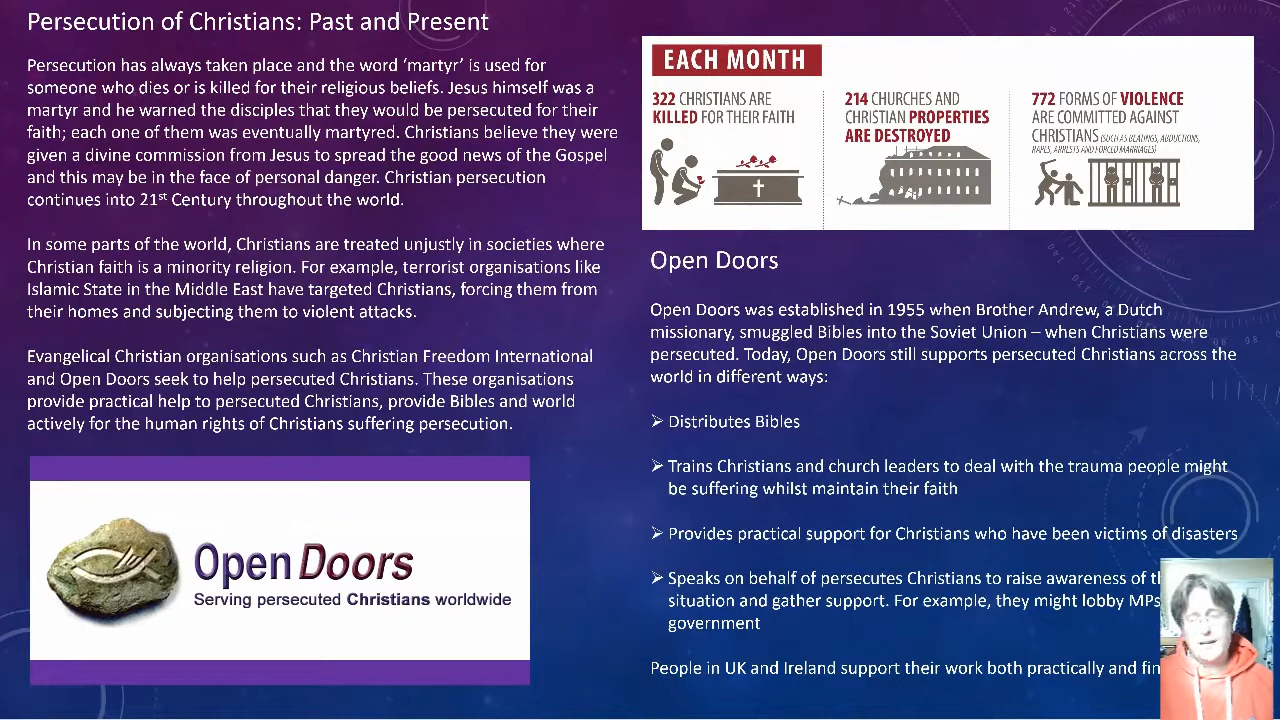 Persecution of Christians: Past and Present
Persecution has always taken place and the word ‘martyr’ is used for
someone who dies or is killed for their religious beliefs. Jesus himself was a
martyr and he warned the disciples that they would be persecuted for their
faith; each one of them was eventually martyred. Christians believe they were
given a divine commission from Jesus to spread the good news of the Gospel
and this may be in the face of personal danger. Christian persecution
continues into 21st Century throughout the world.
In some parts of the world, Christians are treated unjustly in societies where
Christian faith is a minority religion. For example, terrorist organisations like
Islamic State in the Middle East have targeted Christians, forcing them from
their homes and subjecting them to violent attacks.
Evangelical Christian organisations such as Christian Freedom International
and Open Doors seek to help persecuted Christians. These organisations
provide practical help to persecuted Christians, provide Bibles and world
actively for the human rights of Christians suffering persecution.
Open Doors
Serving persecuted Christians worldwide
EACH MONTH
322 CHRISTIANS ARE
KILLED FOR THEIR FAITH
214 CHURCHES AND
CHRISTIAN PROPERTIES
ARE DESTROYED
772 FORMS OF VIOLENCE
ARE COMMITTED AGAINST
CHRISTIANS (SUCH AS BEATINGS, ABDUCTIONS,
RAPES, ARRESTS AND FORCED MARRIAGES)
Open Doors
Open Doors was established in 1955 when Brother Andrew, a Dutch
missionary, smuggled Bibles into the Soviet Union – when Christians were
persecuted. Today, Open Doors still supports persecuted Christians across the
world in different ways:
➢ Distributes Bibles
➢ Trains Christians and church leaders to deal with the trauma people might
be suffering whilst maintain their faith
➢ Provides practical support for Christians who have been victims of disasters
➢ Speaks on behalf of persecutes Christians to raise awareness of
situation and gather support. For example, they might lobby MPs
government
People in UK and Ireland support their work both practically and